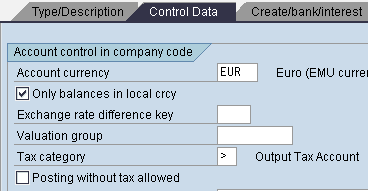 Type/Description Control Data Create/bank/interest
Account control in company code
Account currency EUR Euro (EMU curre
Only balances in local crcy
Exchange rate difference key
Valuation group
Tax category > Output Tax Account
Posting without tax allowed